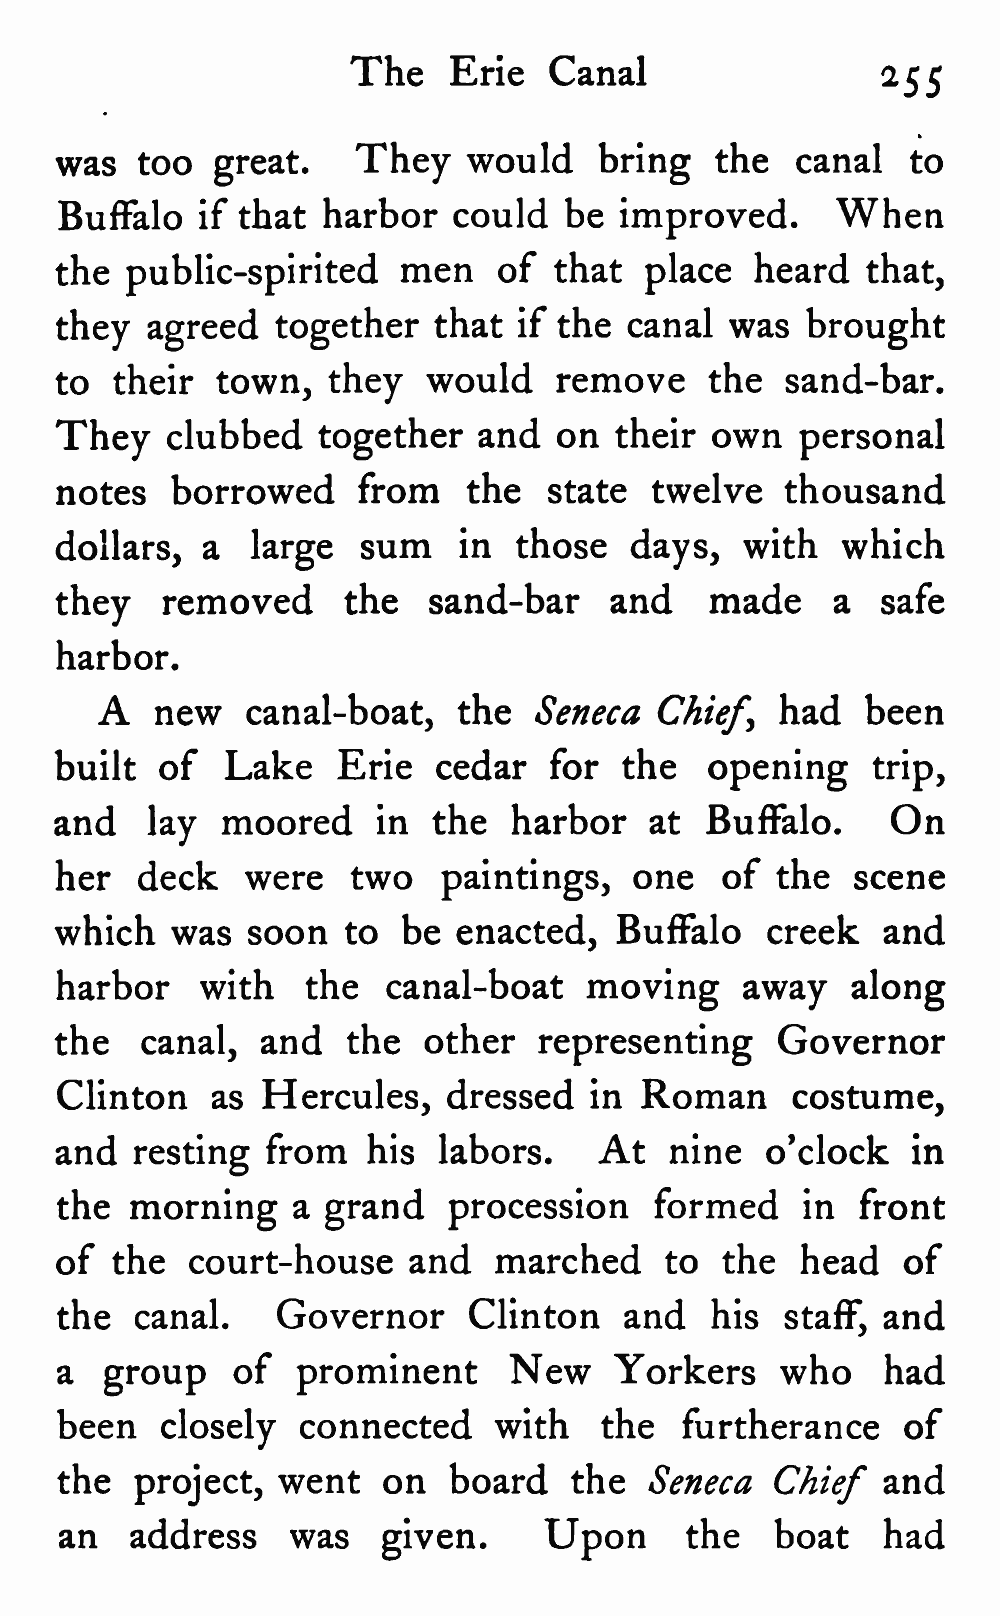 The Erie Canal 255
was too great. They would bring the canal to
Buffalo if that harbor could be improved. When
the public-spirited men of that place heard that,
they agreed together that if the canal was brought
to their town, they would remove the sand-bar.
They clubbed together and on their own personal
notes borrowed from the state twelve thousand
dollars, a large sum in those days, with which
they removed the sand-bar and made a safe
harbor.
A new canal-boat, the Seneca Chief, had been
built of Lake Erie cedar for the opening trip,
and lay moored in the harbor at Buffalo. On
her deck were two paintings, one of the scene
which was soon to be enacted, Buffalo creek and
harbor with the canal-boat moving away along
the canal, and the other representing Governor
Clinton as Hercules, dressed in Roman costume,
and resting from his labors. At nine o'clock in
the morning a grand procession formed in front
of the court-house and marched to the head of
the canal. Governor Clinton and his staff, and
a group of prominent New Yorkers who had
been closely connected with the furtherance of
the project, went on board the Seneca Chief and
an address was given. Upon the boat had